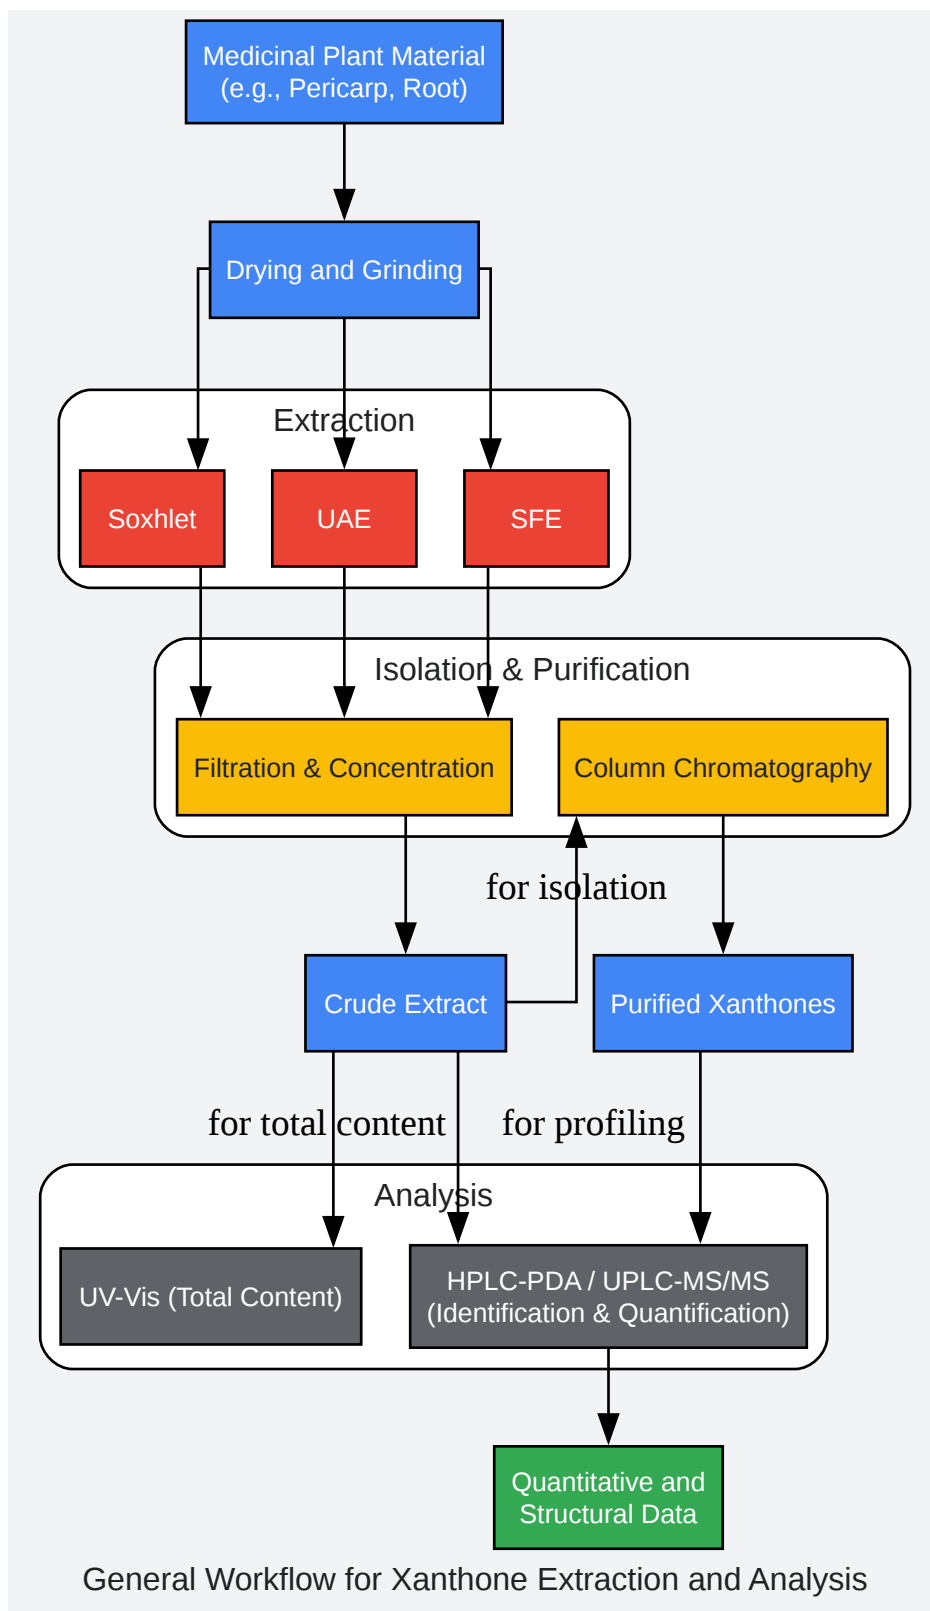 Medicinal Plant Material
(e.g., Pericarp, Root)
Drying and Grinding
Extraction
Soxhlet
UAE
SFE
Isolation & Purification
Filtration & Concentration
Column Chromatography
for isolation
Crude Extract
Purified Xanthones
for total content
for profiling
Analysis
UV-Vis (Total Content)
HPLC-PDA / UPLC-MS/MS
(Identification & Quantification)
Quantitative and
Structural Data
General Workflow for Xanthone Extraction and Analysis